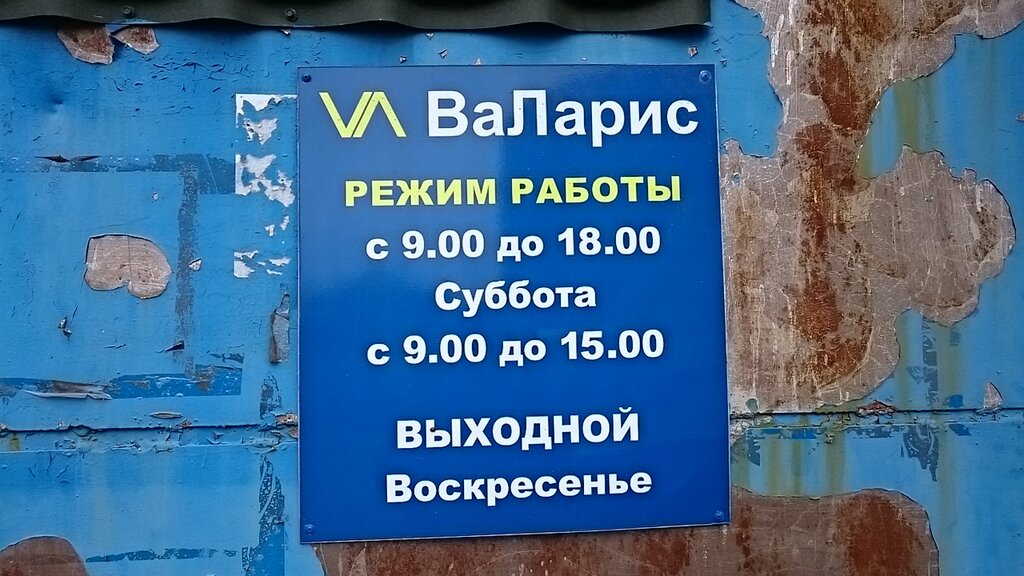 VA ВаЛарис
РЕЖИМ РАБОТЫ
с 9.00 до 18.00
Суббота
с 9.00 до 15.00
ВЫХОДНОЙ
Воскресенье